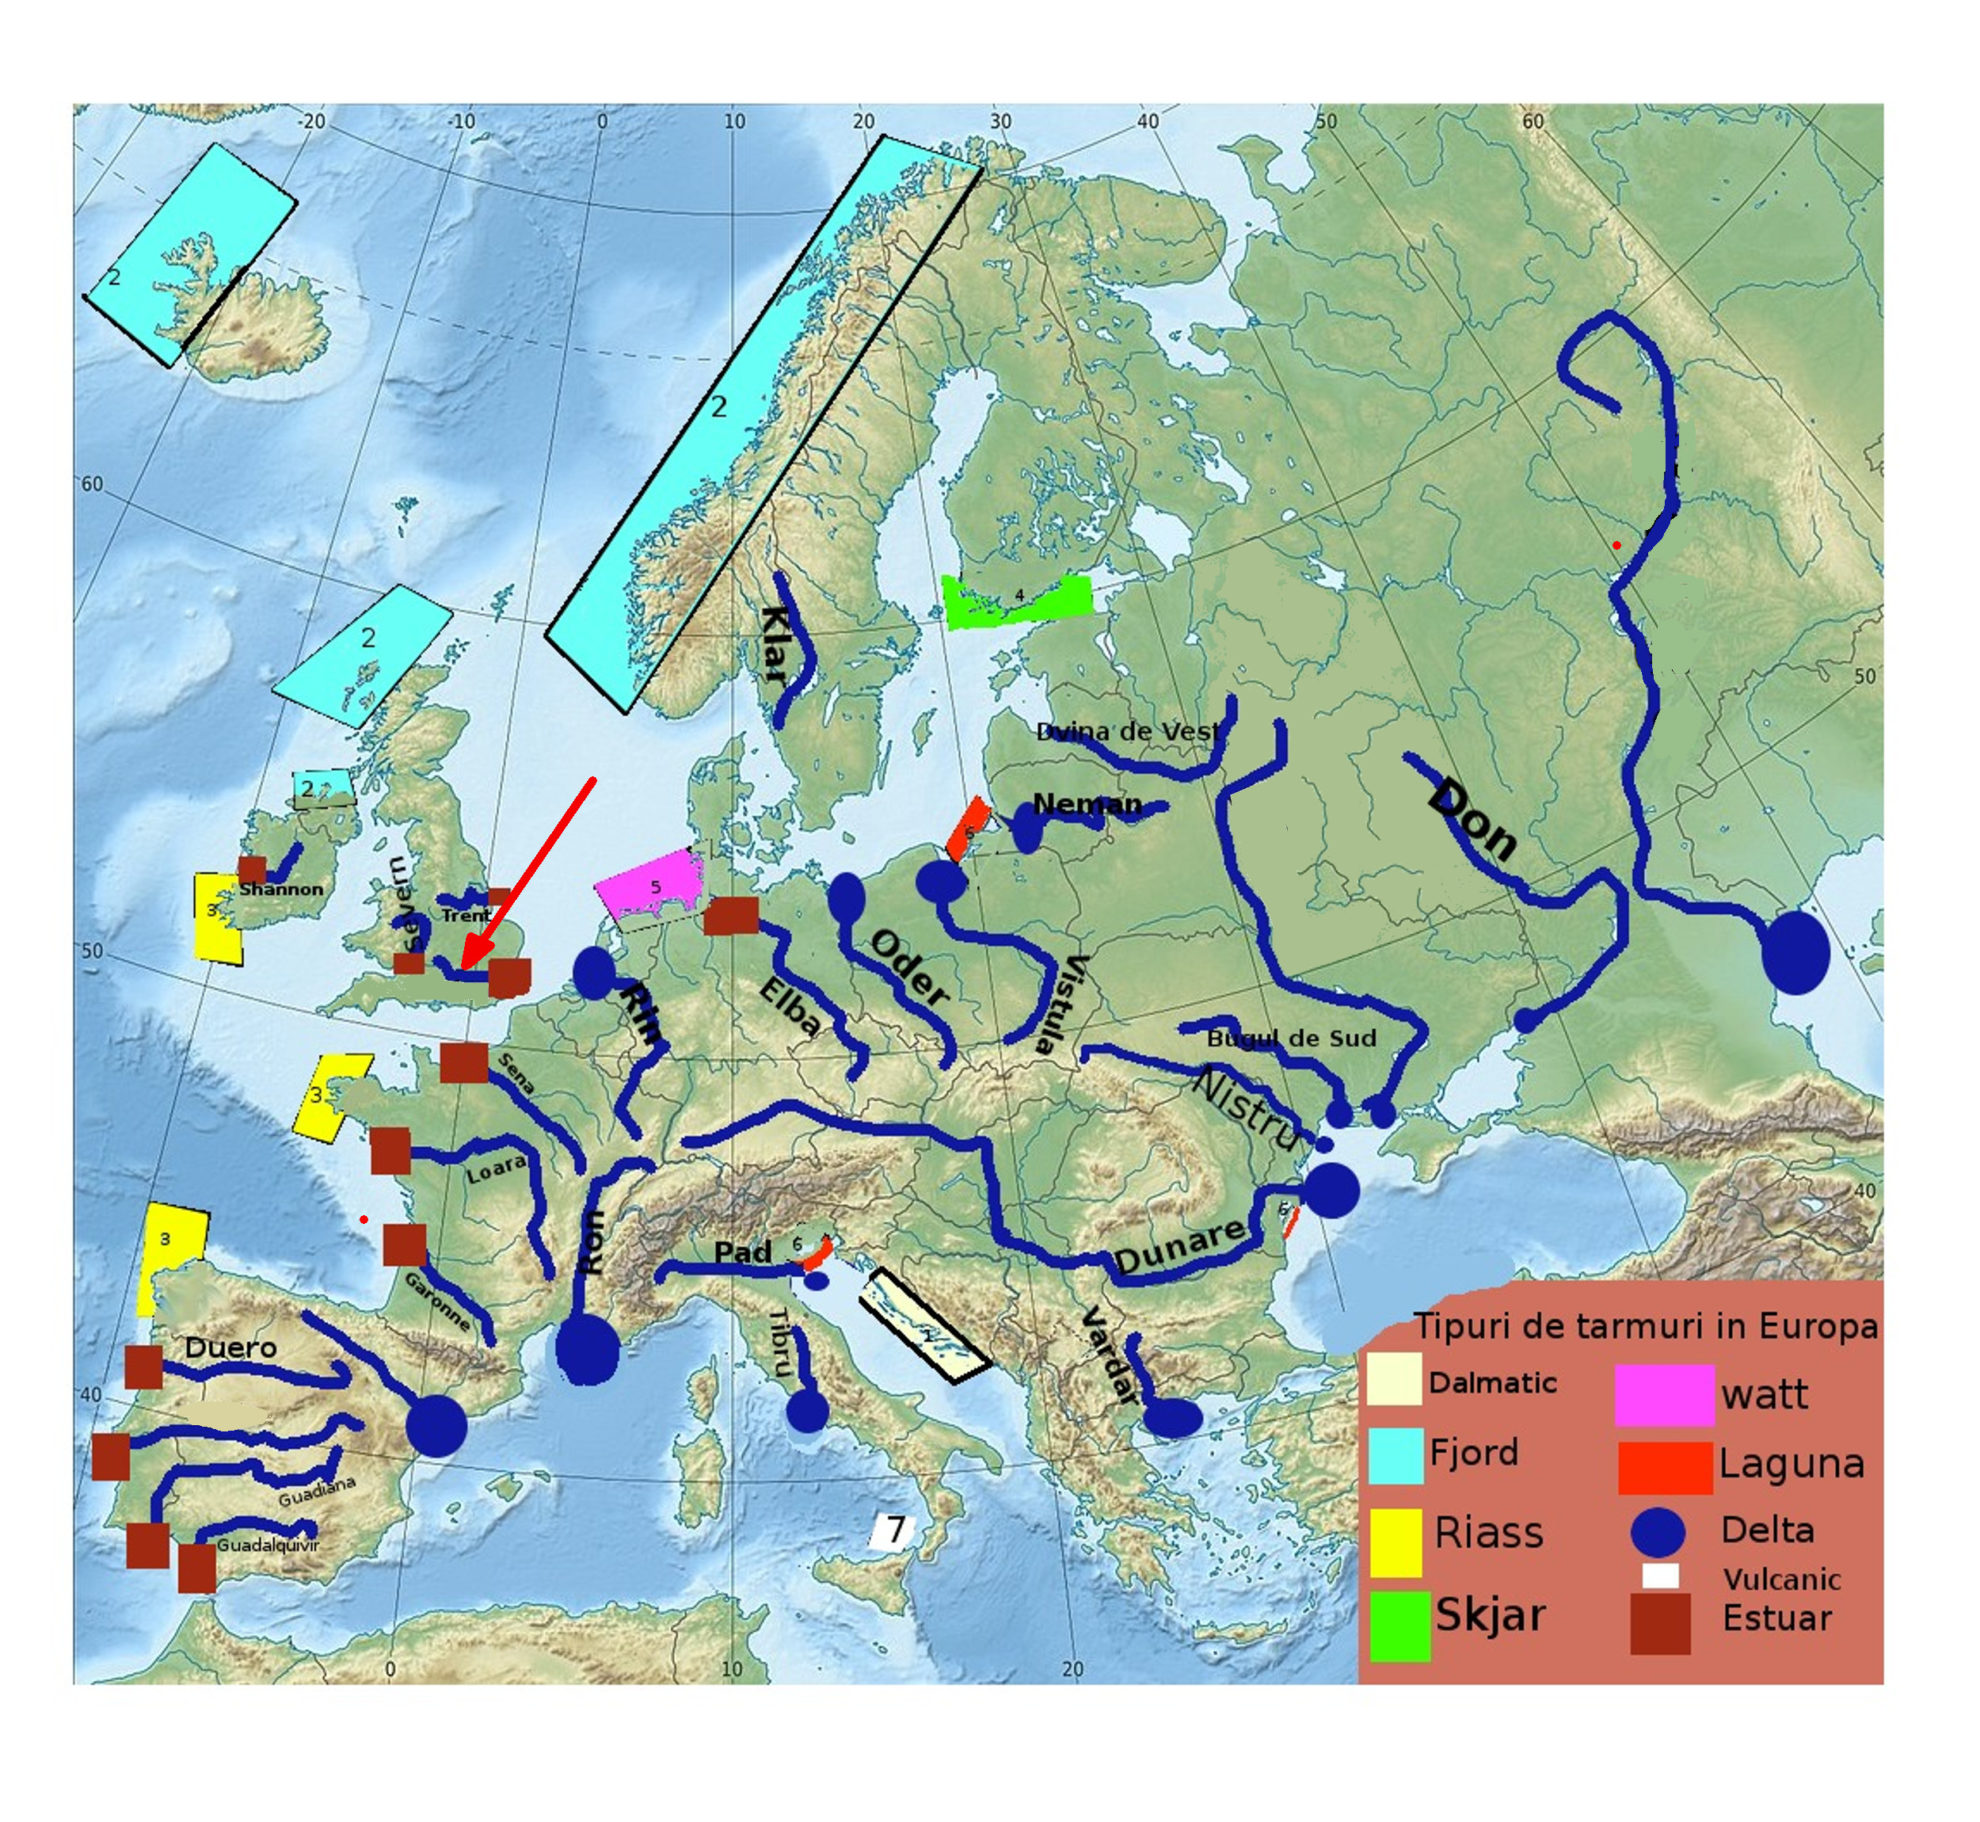 -20
-10
0
10
20
30
40
50
60
2
2
60
2
4
Klar
50
Dvina de Vest
2
Neman
Don
6
Severn
5
Shannon
3
Trent
50
Oder
Vistula
Rin
Elba
Bugul de Sud
Sena
3
Nistru
Loara
40
6
3
Ron
Pad
6
Dunare
Garonne
Tibru
Vardar
Duero
40
Guadiana
7
Guadalquivir
0
10
20
Tipuri de tarmuri in Europa
Dalmatic
watt
Fjord
Laguna
Riass
Delta
Vulcanic
Skjar
Estuar